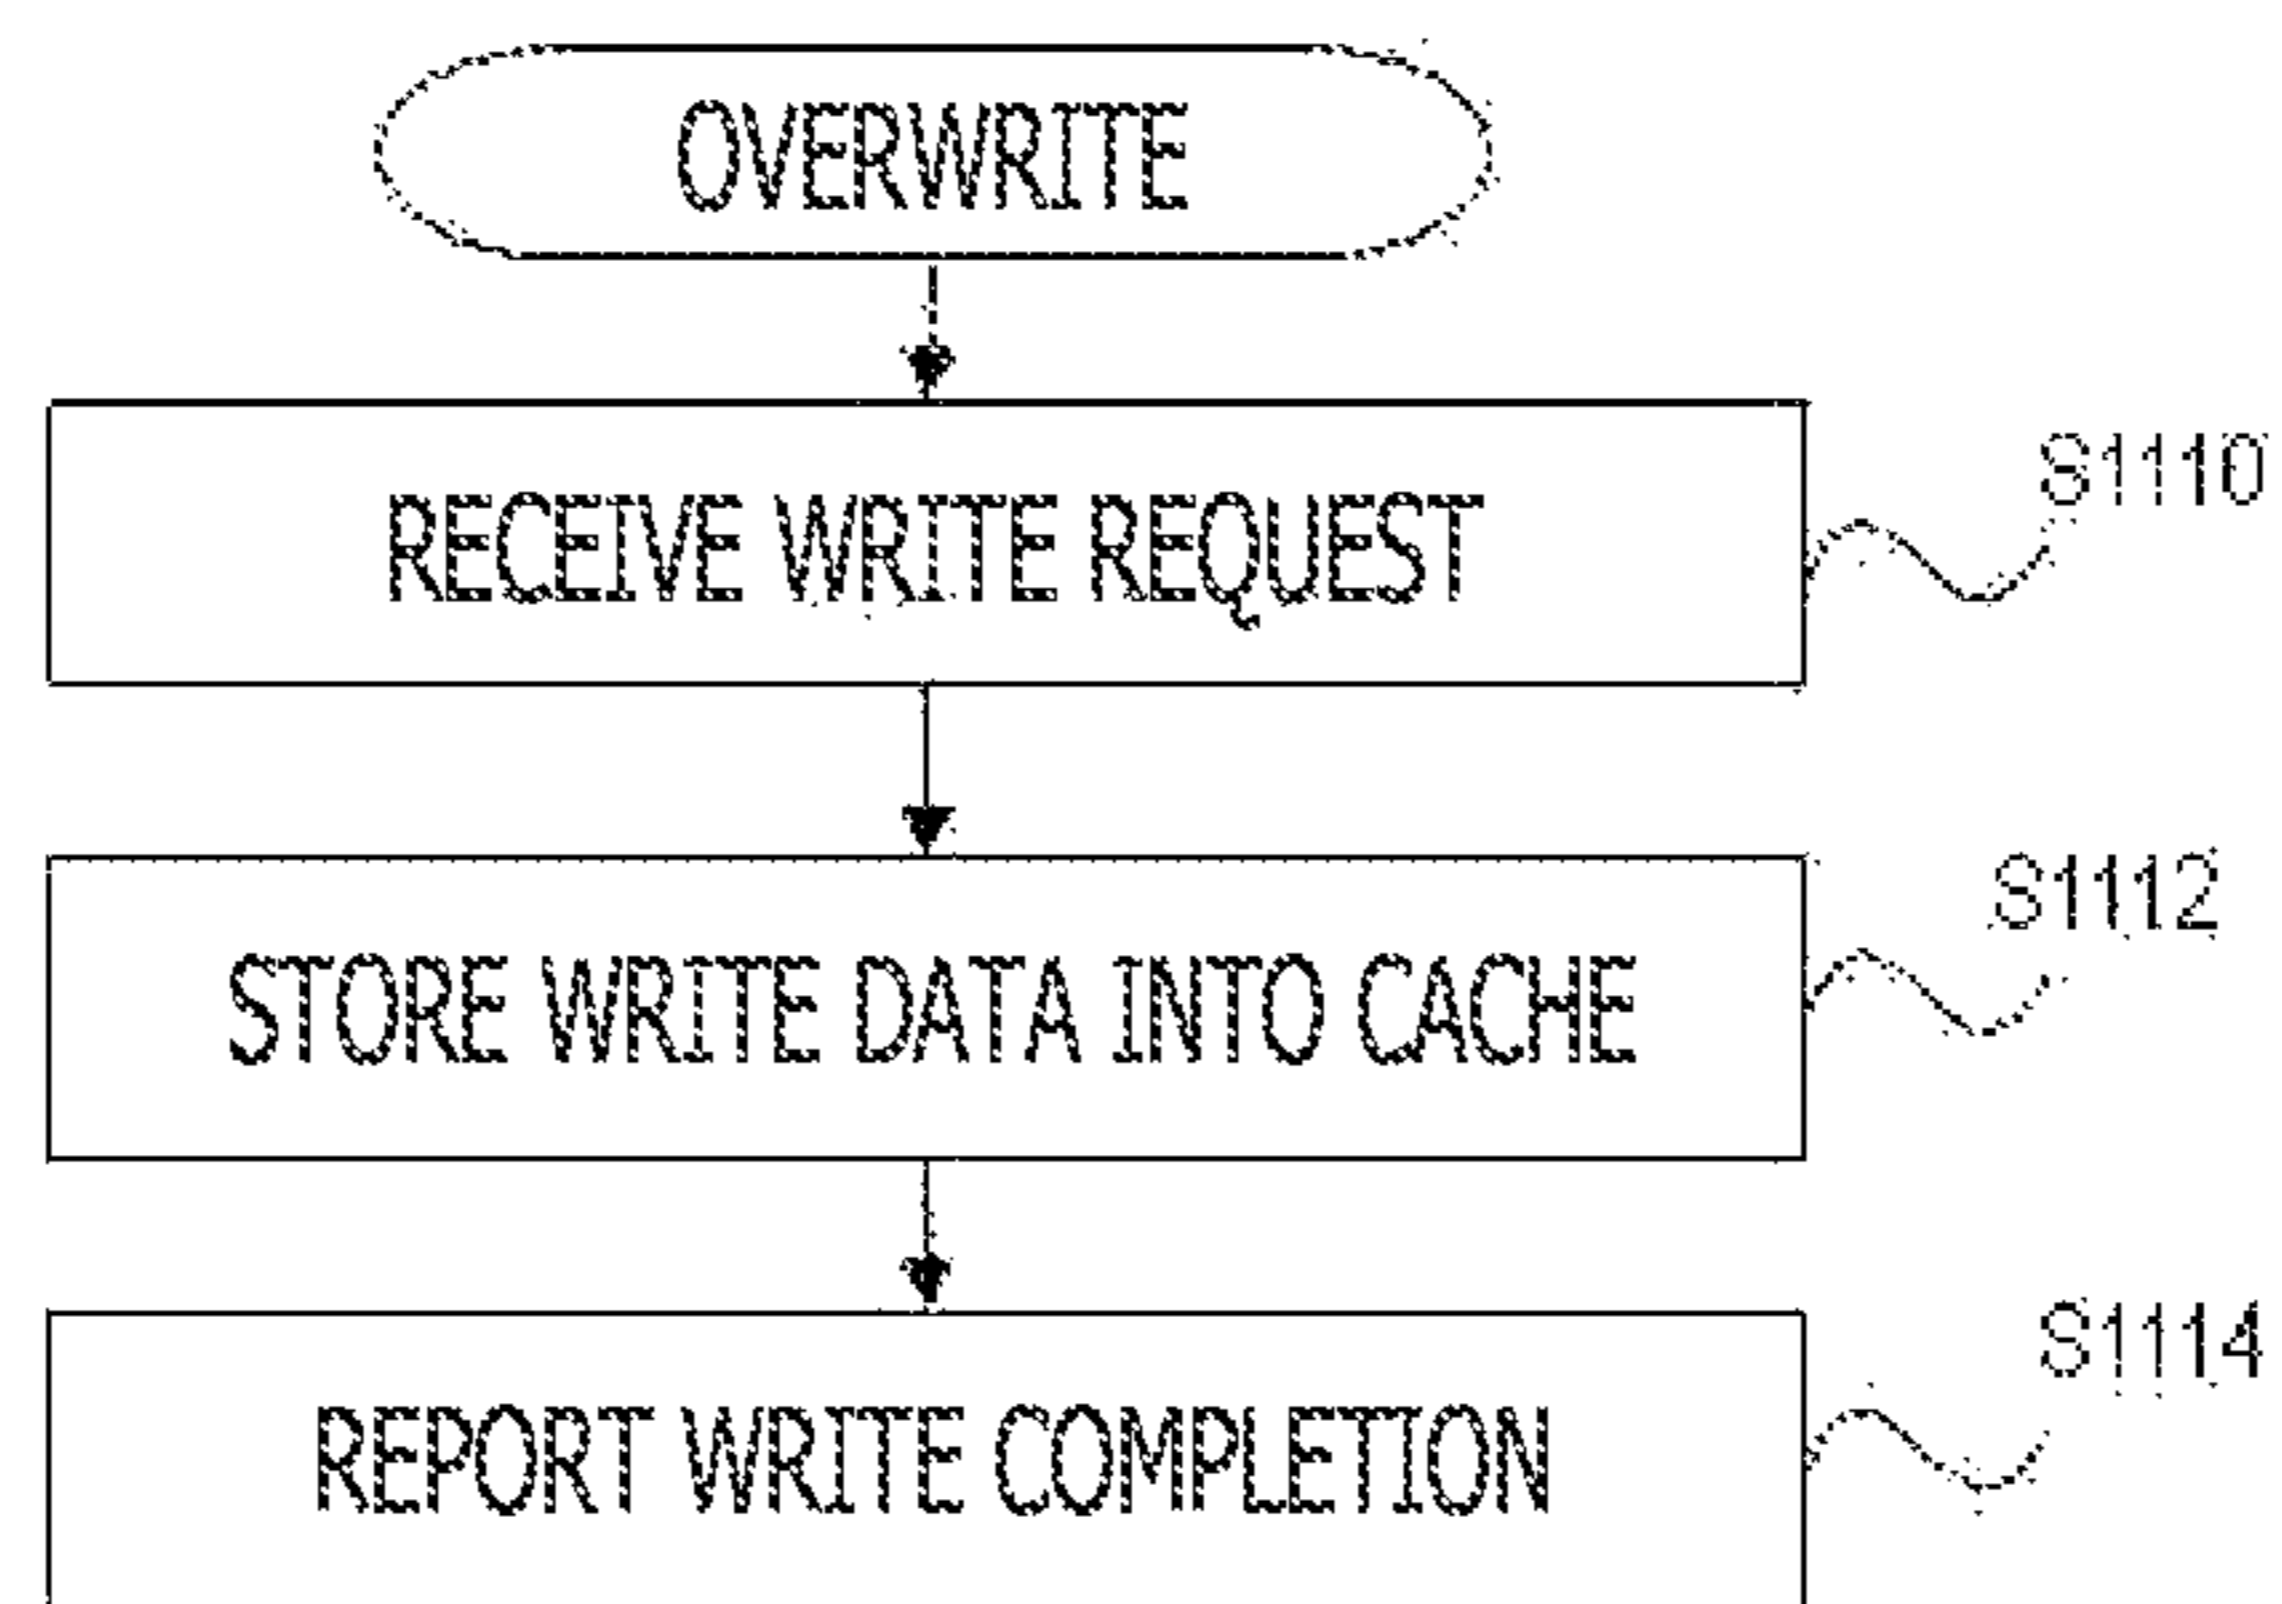 OVERWRITE
RECEIVE WRITE REQUEST
S1110
STORE WRITE DATA INTO CACHE
S1112
REPORT WRITE COMPLETION
S1114